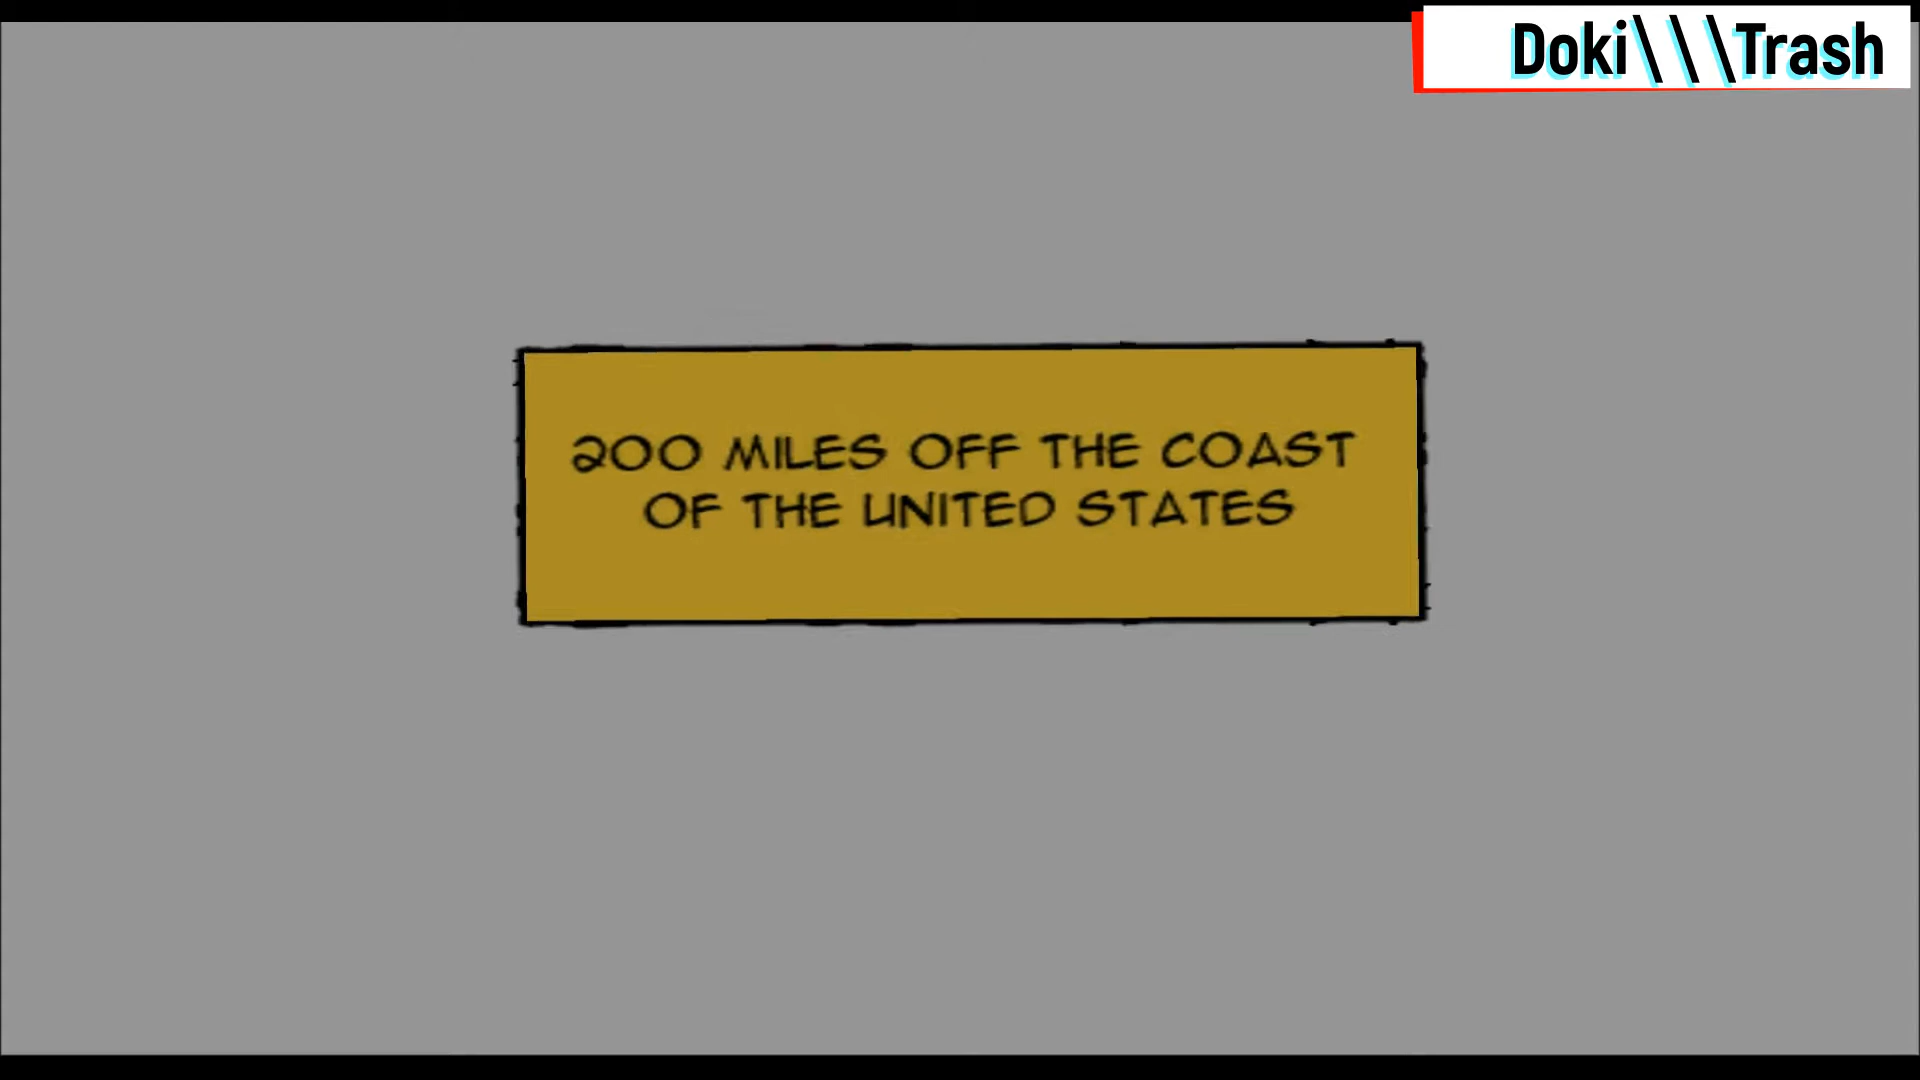 Doki\\\Trash
200 MILES OFF THE COAST
OF THE UNITED STATES